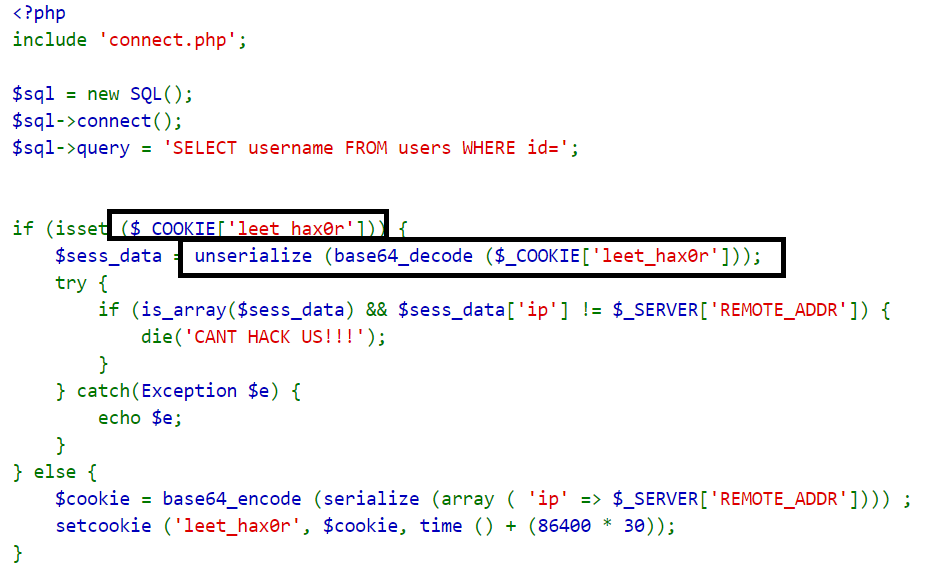 <?php
include 'connect.php';
$sql = new SQL();
$sql->connect();
$sql->query = 'SELECT username FROM users WHERE id=';
if (isset ($_COOKIE['leet_hax0r'])) {
$sess_data = unserialize (base64_decode ($_COOKIE['leet_hax0r']));
try {
if (is_array($sess_data) && $sess_data['ip'] != $_SERVER['REMOTE_ADDR']) {
die('CANT HACK US!!!');
}
} catch(Exception $e) {
echo $e;
}
} else {
$cookie = base64_encode (serialize (array ( 'ip' => $_SERVER['REMOTE_ADDR']))) ;
setcookie ('leet_hax0r', $cookie, time () + (86400 * 30));
}